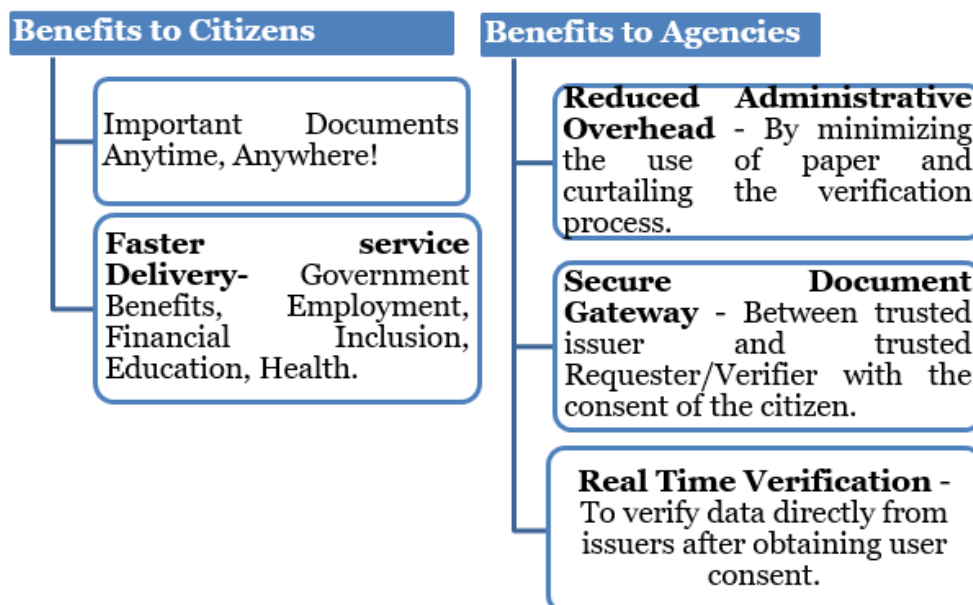 Benefits to Citizens
Important Documents
Anytime, Anywhere!
Faster service
Delivery- Government
Benefits, Employment,
Financial Inclusion,
Education, Health.
Benefits to Agencies
Reduced Administrative
Overhead - By minimizing
the use of paper and
curtailing the verification
process.
Secure Document
Gateway - Between trusted
issuer and trusted
Requester/Verifier with the
consent of the citizen.
Real Time Verification -
To verify data directly from
issuers after obtaining user
consent.